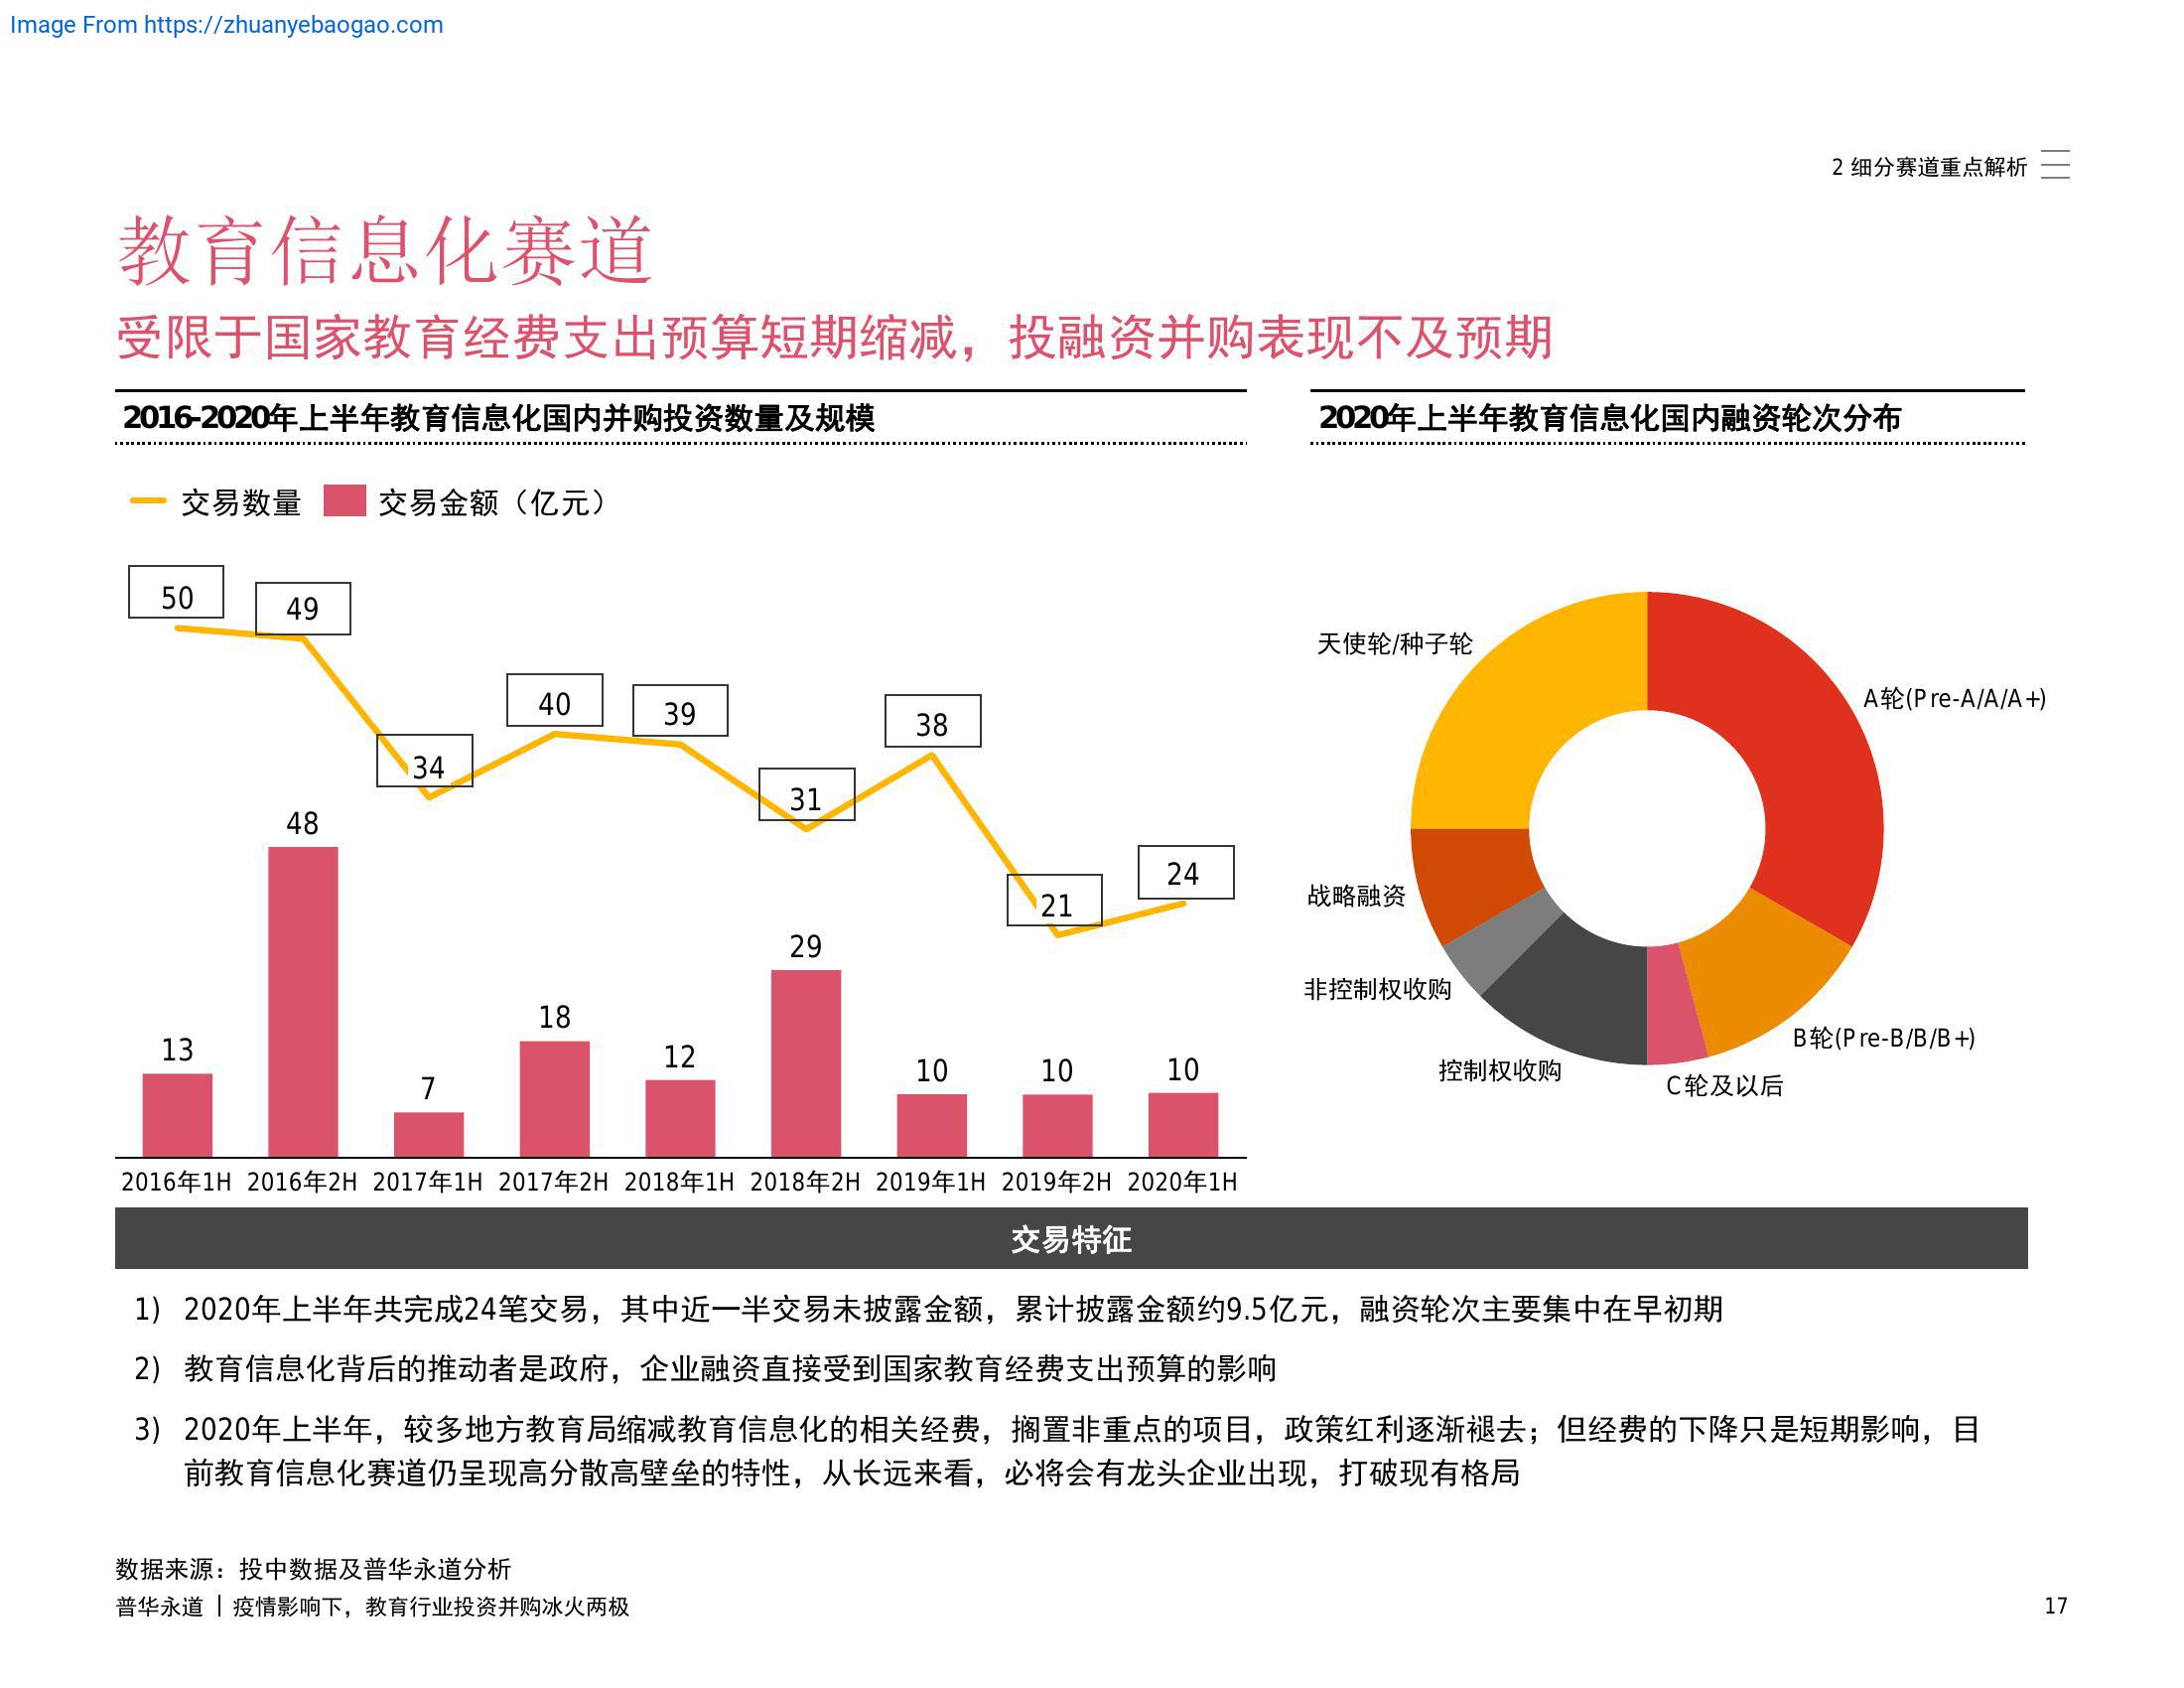 Image From https://zhuanyebaogao.com
2 细分赛道重点解析
教育信息化赛道
受限于国家教育经费支出预算短期缩减，投融资并购表现不及预期
2016-2020年上半年教育信息化国内并购投资数量及规模
2020年上半年教育信息化国内融资轮次分布
交易数量 交易金额（亿元）
50
49
34
40
39
31
38
21
24
13
48
7
18
12
29
10
10
10
2016年1H 2016年2H 2017年1H 2017年2H 2018年1H 2018年2H 2019年1H 2019年2H 2020年1H
天使轮/种子轮
A轮(Pre-A/A/A+)
战略融资
非控制权收购
B轮(Pre-B/B/B+)
控制权收购
C轮及以后
交易特征
1) 2020年上半年共完成24笔交易，其中近一半交易未披露金额，累计披露金额约9.5亿元，融资轮次主要集中在早初期
2) 教育信息化背后的推动者是政府，企业融资直接受到国家教育经费支出预算的影响
3) 2020年上半年，较多地方教育局缩减教育信息化的相关经费，搁置非重点的项目，政策红利逐渐褪去；但经费的下降只是短期影响，目
前教育信息化赛道仍呈现高分散高壁垒的特性，从长远来看，必将会有龙头企业出现，打破现有格局
数据来源：投中数据及普华永道分析
普华永道 | 疫情影响下，教育行业投资并购冰火两极
17